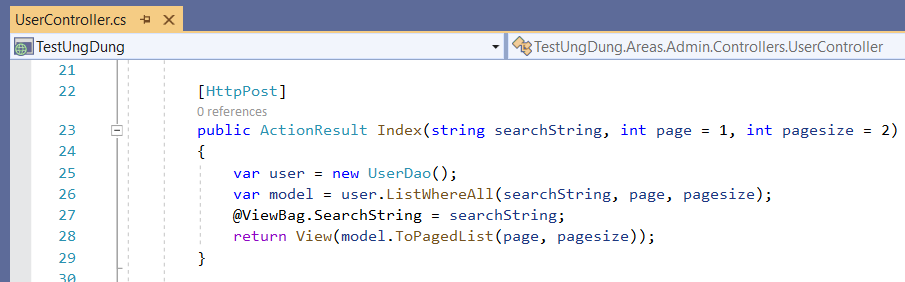 UserController.cs
TestUngDung TestUngDung.Areas.Admin.Controllers.UserController
21
22 [HttpPost]
0 references
23 public ActionResult Index(string searchString, int page = 1, int pagesize = 2)
24 {
25 var user = new UserDao();
26 var model = user.ListWhereAll(searchString, page, pagesize);
27 @ViewBag.SearchString = searchString;
28 return View(model.ToPagedList(page, pagesize));
29 }
30